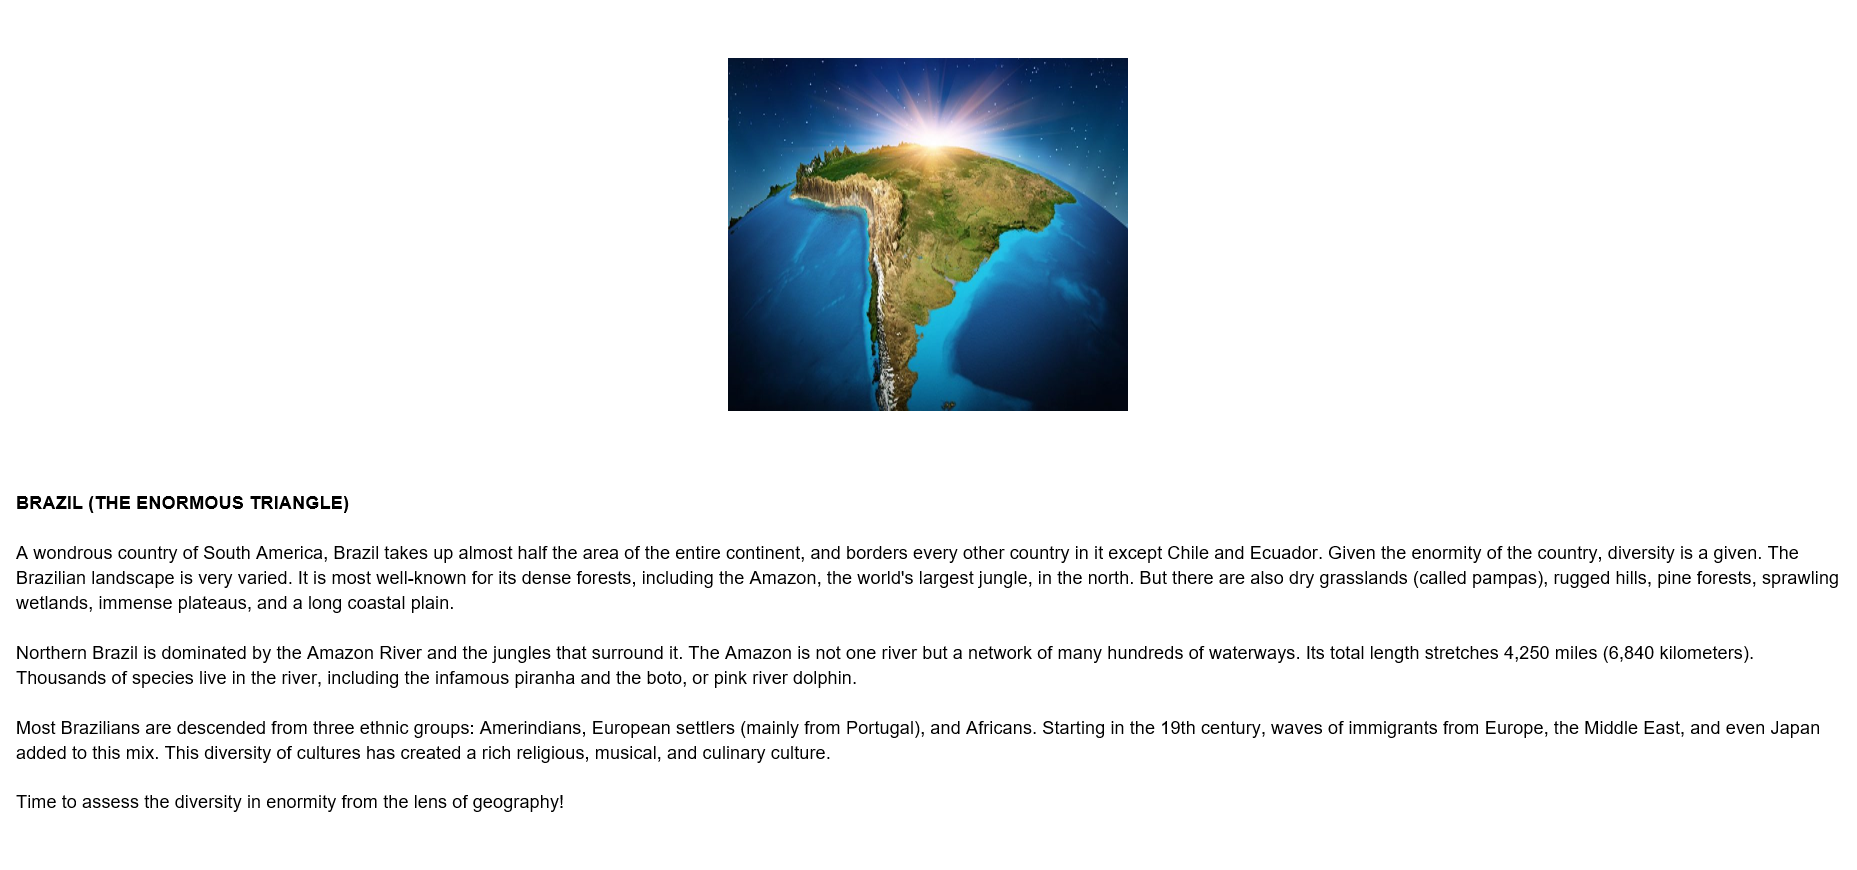 BRAZIL (THE ENORMOUS TRIANGLE)
A wondrous country of South America, Brazil takes up almost half the area of the entire continent, and borders every other country in it except Chile and Ecuador. Given the enormity of the country, diversity is a given. The
Brazilian landscape is very varied. It is most well-known for its dense forests, including the Amazon, the world's largest jungle, in the north. But there are also dry grasslands (called pampas), rugged hills, pine forests, sprawling
wetlands, immense plateaus, and a long coastal plain.
Northern Brazil is dominated by the Amazon River and the jungles that surround it. The Amazon is not one river but a network of many hundreds of waterways. Its total length stretches 4,250 miles (6,840 kilometers).
Thousands of species live in the river, including the infamous piranha and the boto, or pink river dolphin.
Most Brazilians are descended from three ethnic groups: Amerindians, European settlers (mainly from Portugal), and Africans. Starting in the 19th century, waves of immigrants from Europe, the Middle East, and even Japan
added to this mix. This diversity of cultures has created a rich religious, musical, and culinary culture.
Time to assess the diversity in enormity from the lens of geography!